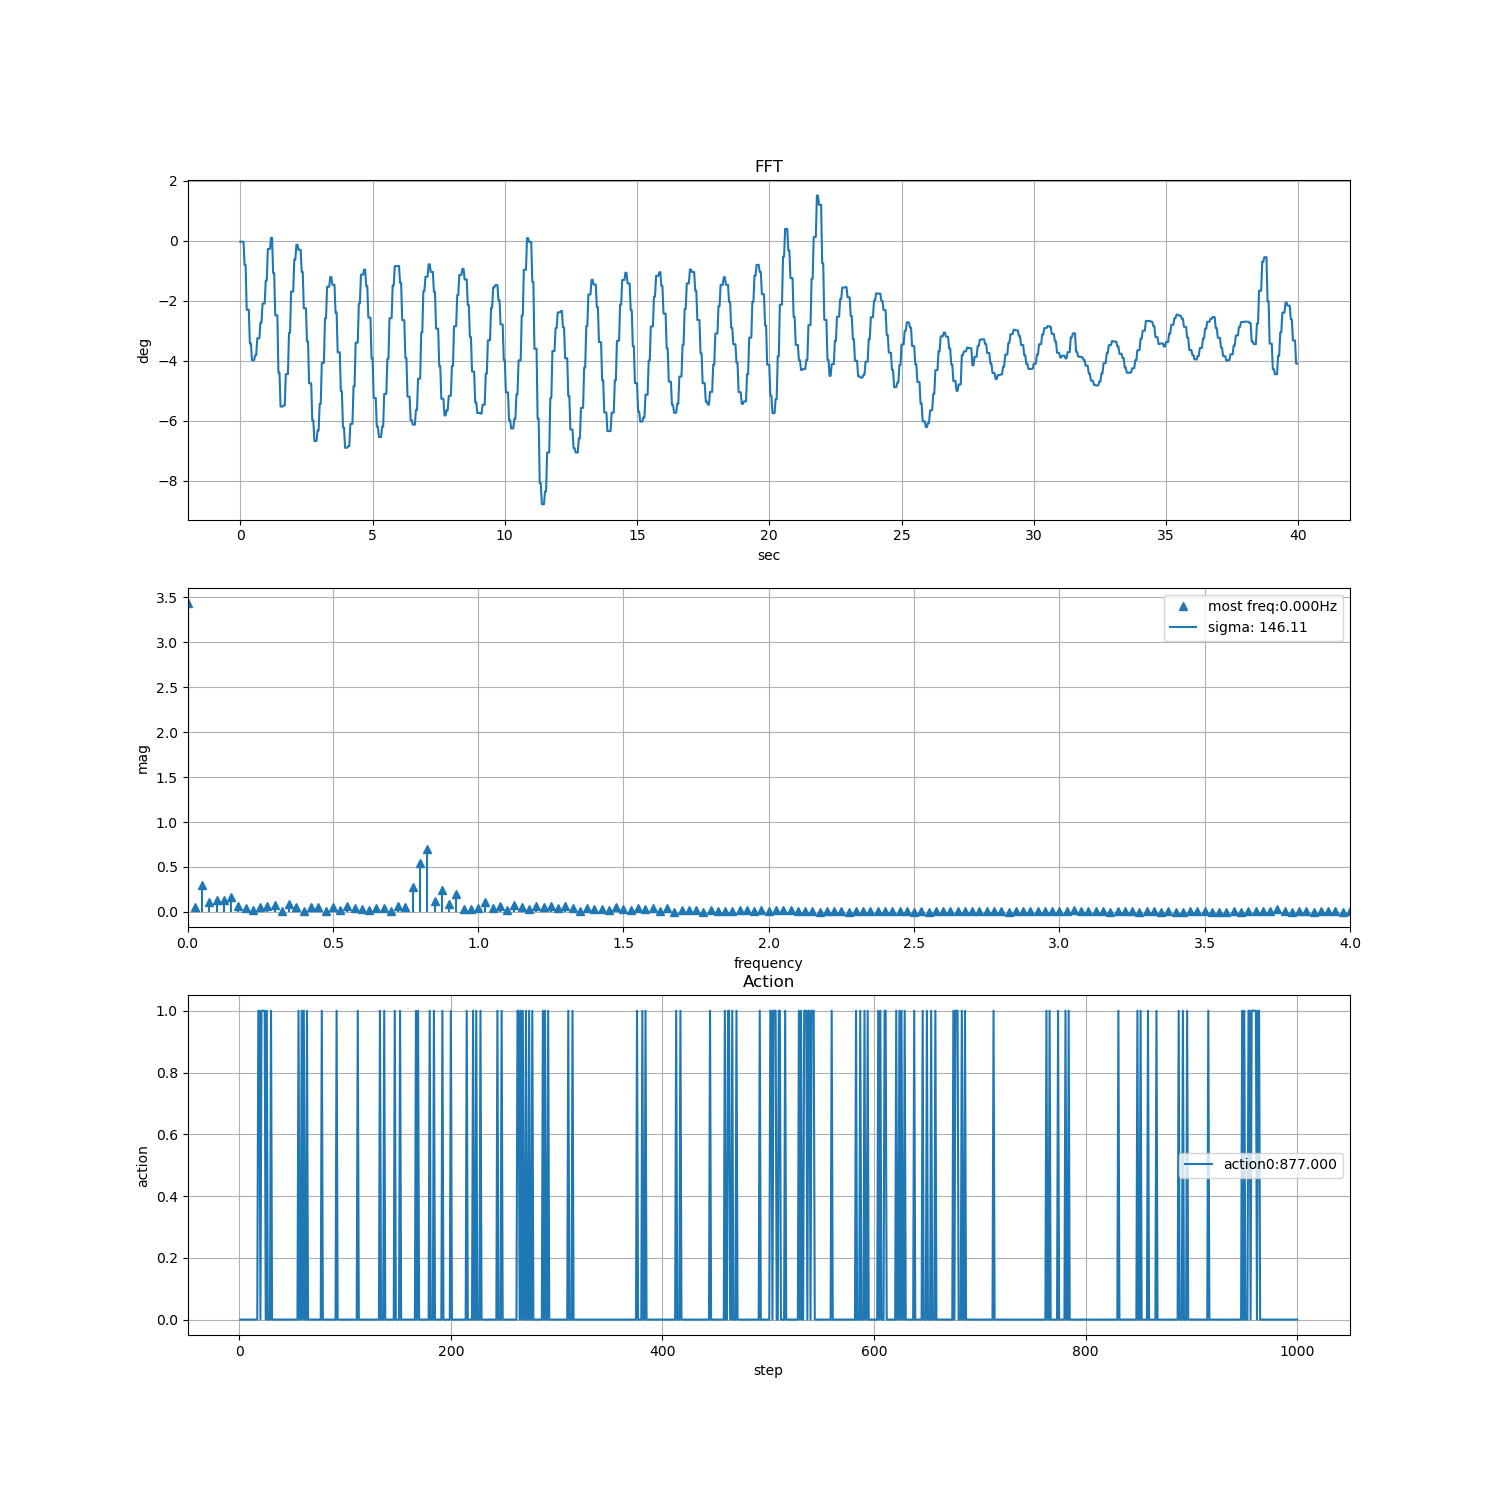 FFT
2
0
−2
−4
−6
−8
deg
0 5 10 15 20 25 30 35 40
sec
3.5
3.0
2.5
2.0
1.5
1.0
0.5
0.0
mag
most freq:0.000Hz
sigma: 146.11
0.0 0.5 1.0 1.5 2.0 2.5 3.0 3.5 4.0
frequency
Action
1.0
0.8
0.6
0.4
0.2
0.0
action
action0:877.000
0 200 400 600 800 1000
step